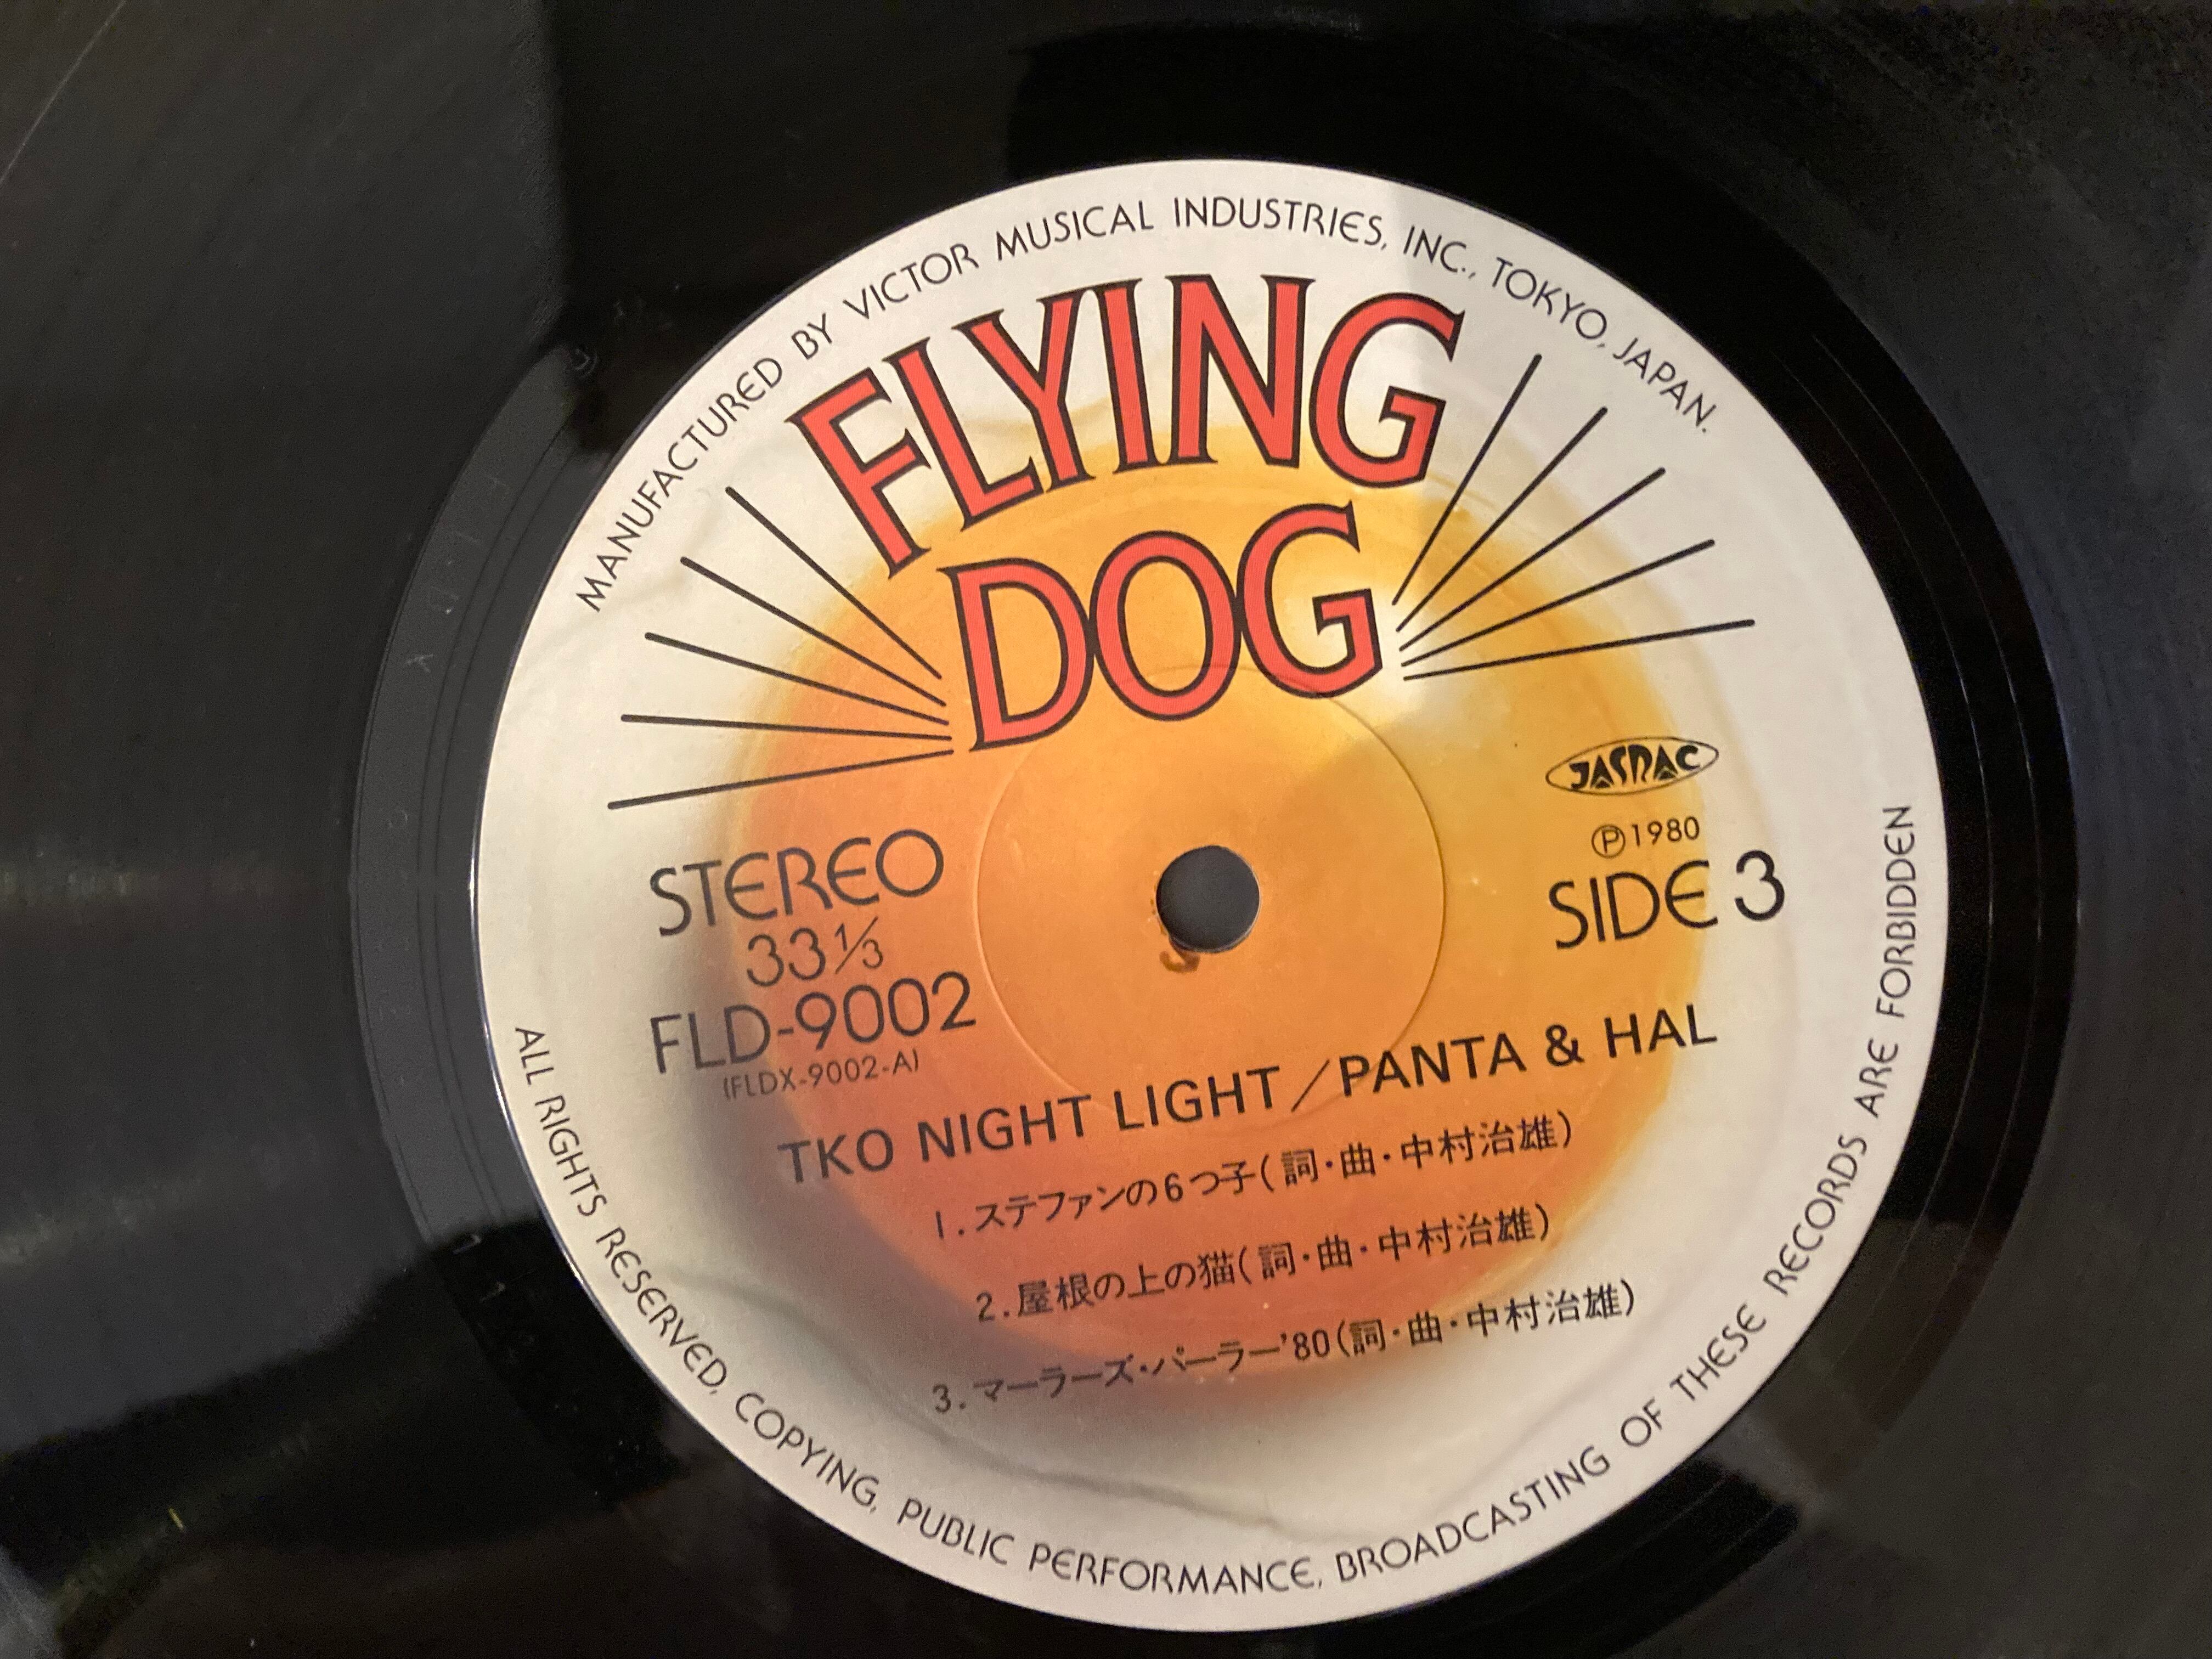 MANUFACTURED BY VICTOR MUSICAL INDUSTRIES, INC., TOKYO, JAPAN.
FLYING
DOG
JASRAC
STEREO
33 1/3
FLD-9002
(FLDX-9002-A)
Ⓟ1980
SIDE 3
TKO NIGHT LIGHT/PANTA & HAL
1.ステファンの6つ子(詞・曲・中村治雄)
2.屋根の上の猫(詞・曲・中村治雄)
3.マーラーズ・パーラー'80(詞・曲・中村治雄)
ALL RIGHTS RESERVED, COPYING, PUBLIC PERFORMANCE, BROADCASTING OF THESE RECORDS ARE FORBIDDEN